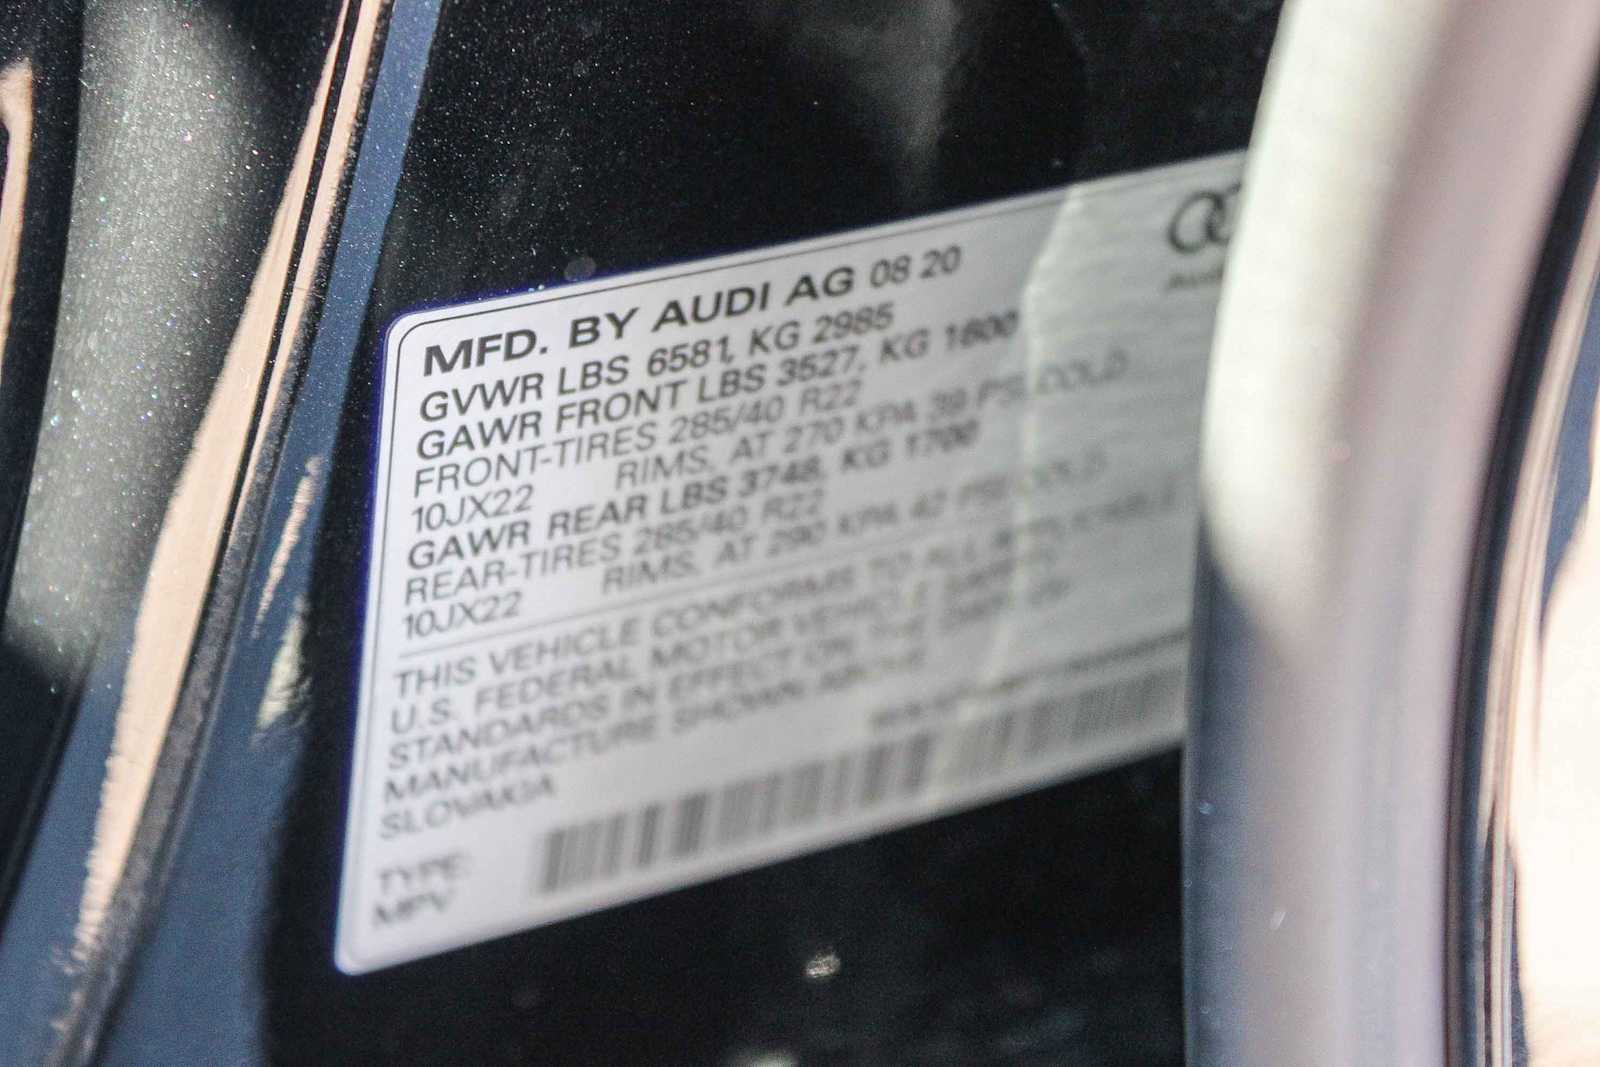 MFD. BY AUDI AG 08 20
Audi
GVWR LBS 6581, KG 2985
GAWR FRONT LBS 3527, KG 1600
FRONT-TIRES 285/40 R22
10JX22 RIMS, AT 270 KPA 39 PSI COLD
GAWR REAR LBS 3748, KG 1700
REAR-TIRES 285/40 R22
10JX22 RIMS, AT 290 KPA 42 PSI COLD
THIS VEHICLE CONFORMS TO ALL APPLICABLE
U.S. FEDERAL MOTOR VEHICLE
STANDARDS IN EFFECT ON THE DATE OF
MANUFACTURE SHOWN ABOVE
SLOVAKIA
TYPE:
MPV